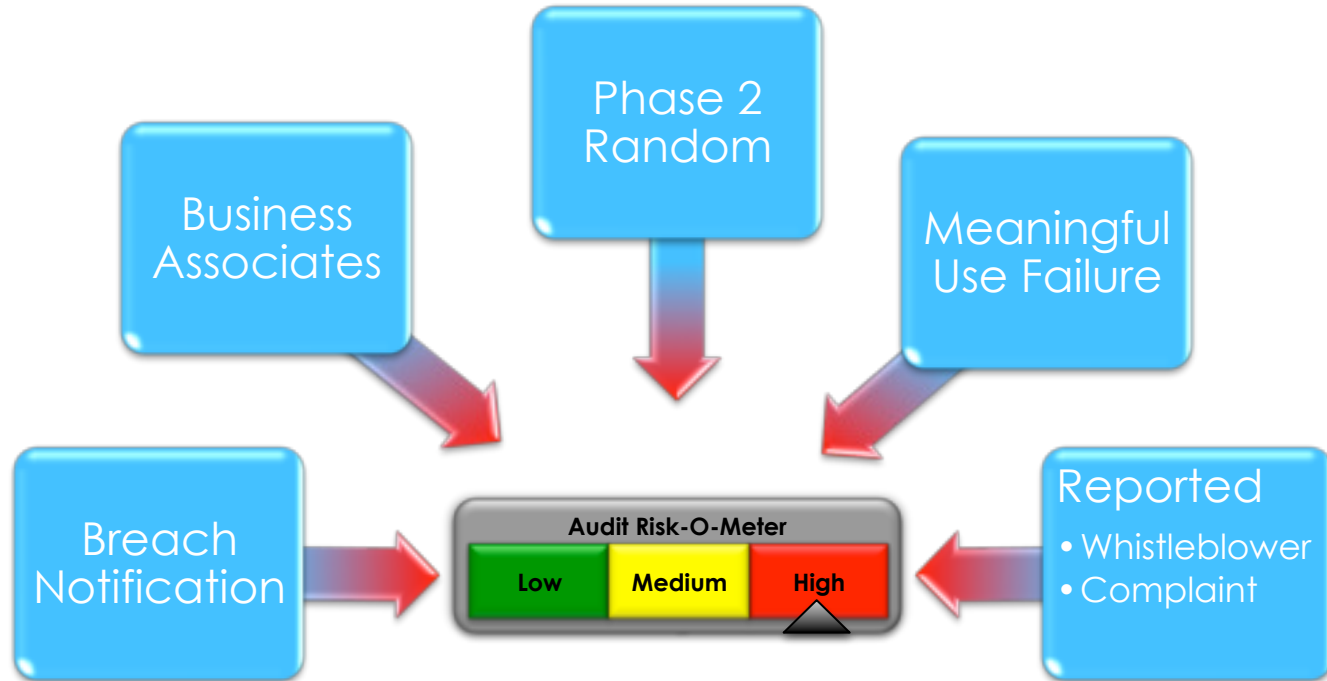 Phase 2
Random
Business
Associates
Meaningful
Use Failure
Breach
Notification
Reported
• Whistleblower
• Complaint
Audit Risk-O-Meter
Low
Medium
High